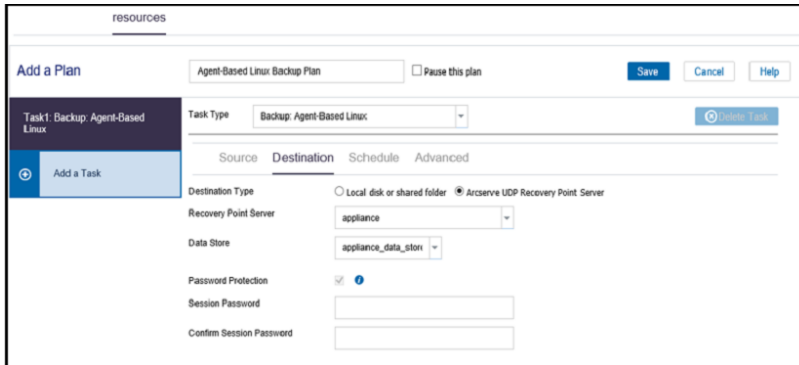 resources
Add a Plan
Agent-Based Linux Backup Plan
Pause this plan
Save
Cancel
Help
Task1: Backup: Agent-Based
Linux
Task Type
Backup: Agent-Based Linux
Delete Task
Add a Task
Source Destination Schedule Advanced
Destination Type
Local disk or shared folder
Arcserve UDP Recovery Point Server
Recovery Point Server
appliance
Data Store
appliance_data_stor
Password Protection
Session Password
Confirm Session Password